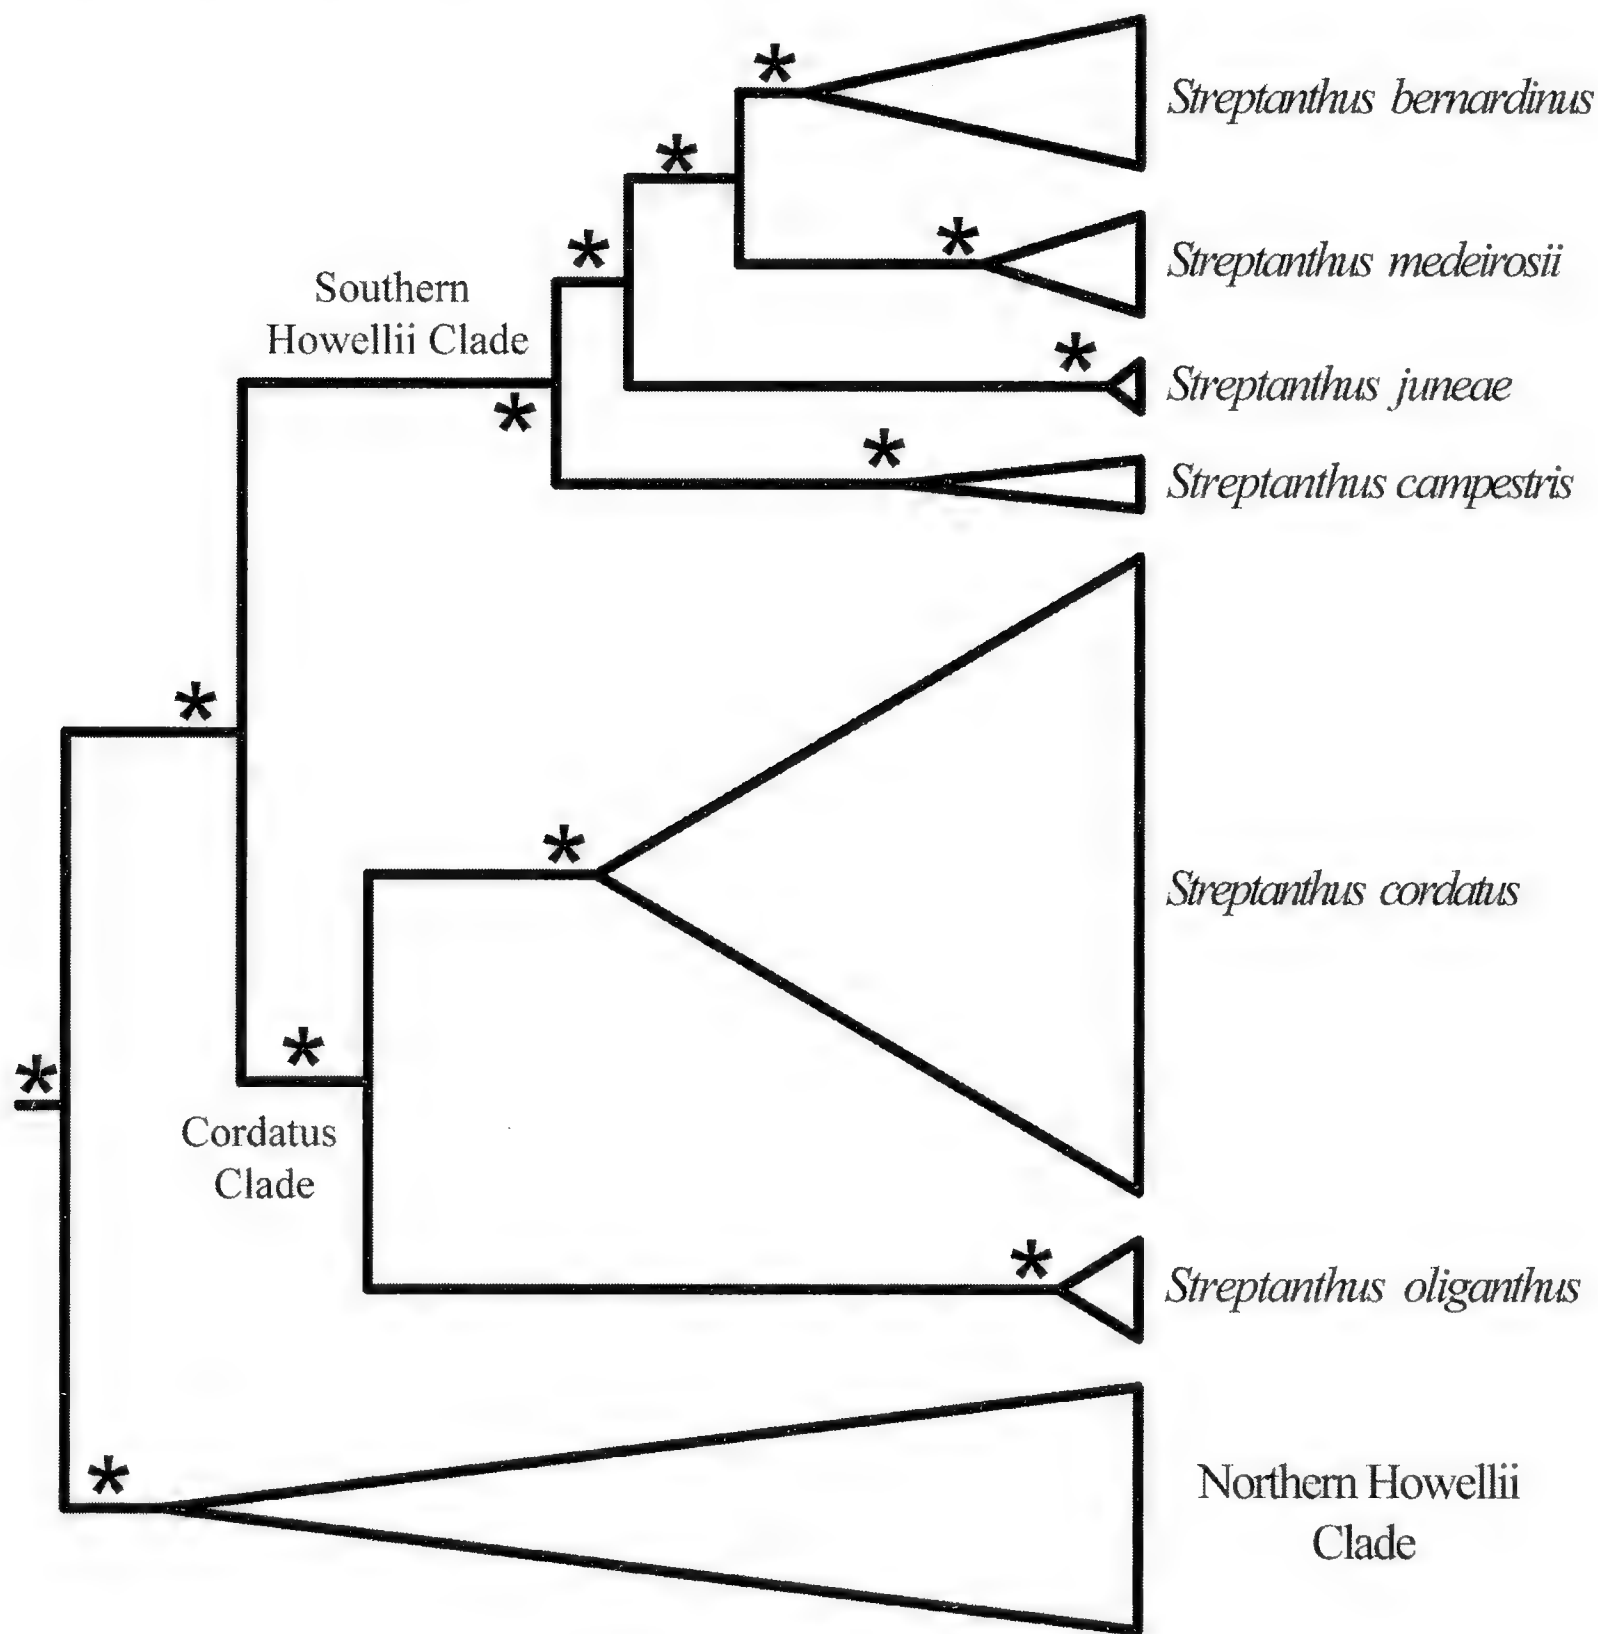 *
Streptanthus bernardinus
*
*
Streptanthus medeirosii
*
Southern
Howellii Clade
*
Streptanthus juneae
*
*
Streptanthus campestris
*
*
Streptanthus cordatus
*
*
Cordatus
Clade
*
Streptanthus oliganthus
*
Northern Howellii
Clade